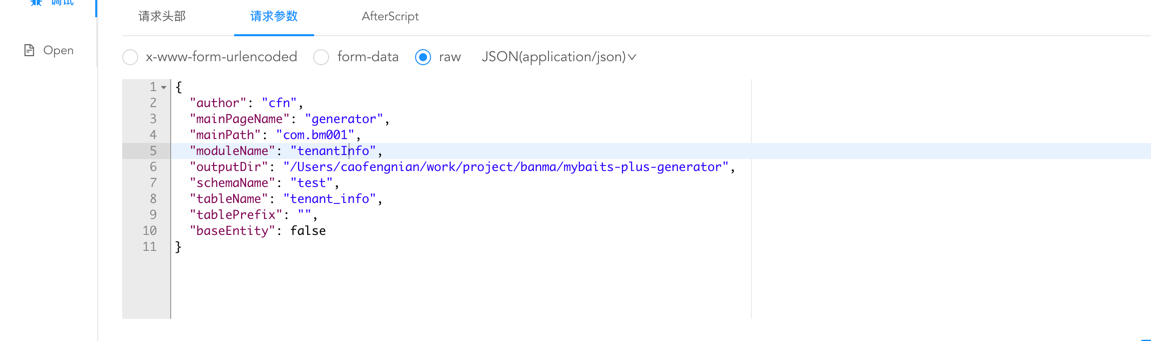 调试
请求头部
请求参数
AfterScript
Open
x-www-form-urlencoded
form-data
raw
JSON(application/json)
1 {
2 "author": "cfn",
3 "mainPageName": "generator",
4 "mainPath": "com.bm001",
5 "moduleName": "tenantInfo",
6 "outputDir": "/Users/caofengnian/work/project/banma/mybaits-plus-generator",
7 "schemaName": "test",
8 "tableName": "tenant_info",
9 "tablePrefix": "",
10 "baseEntity": false
11 }